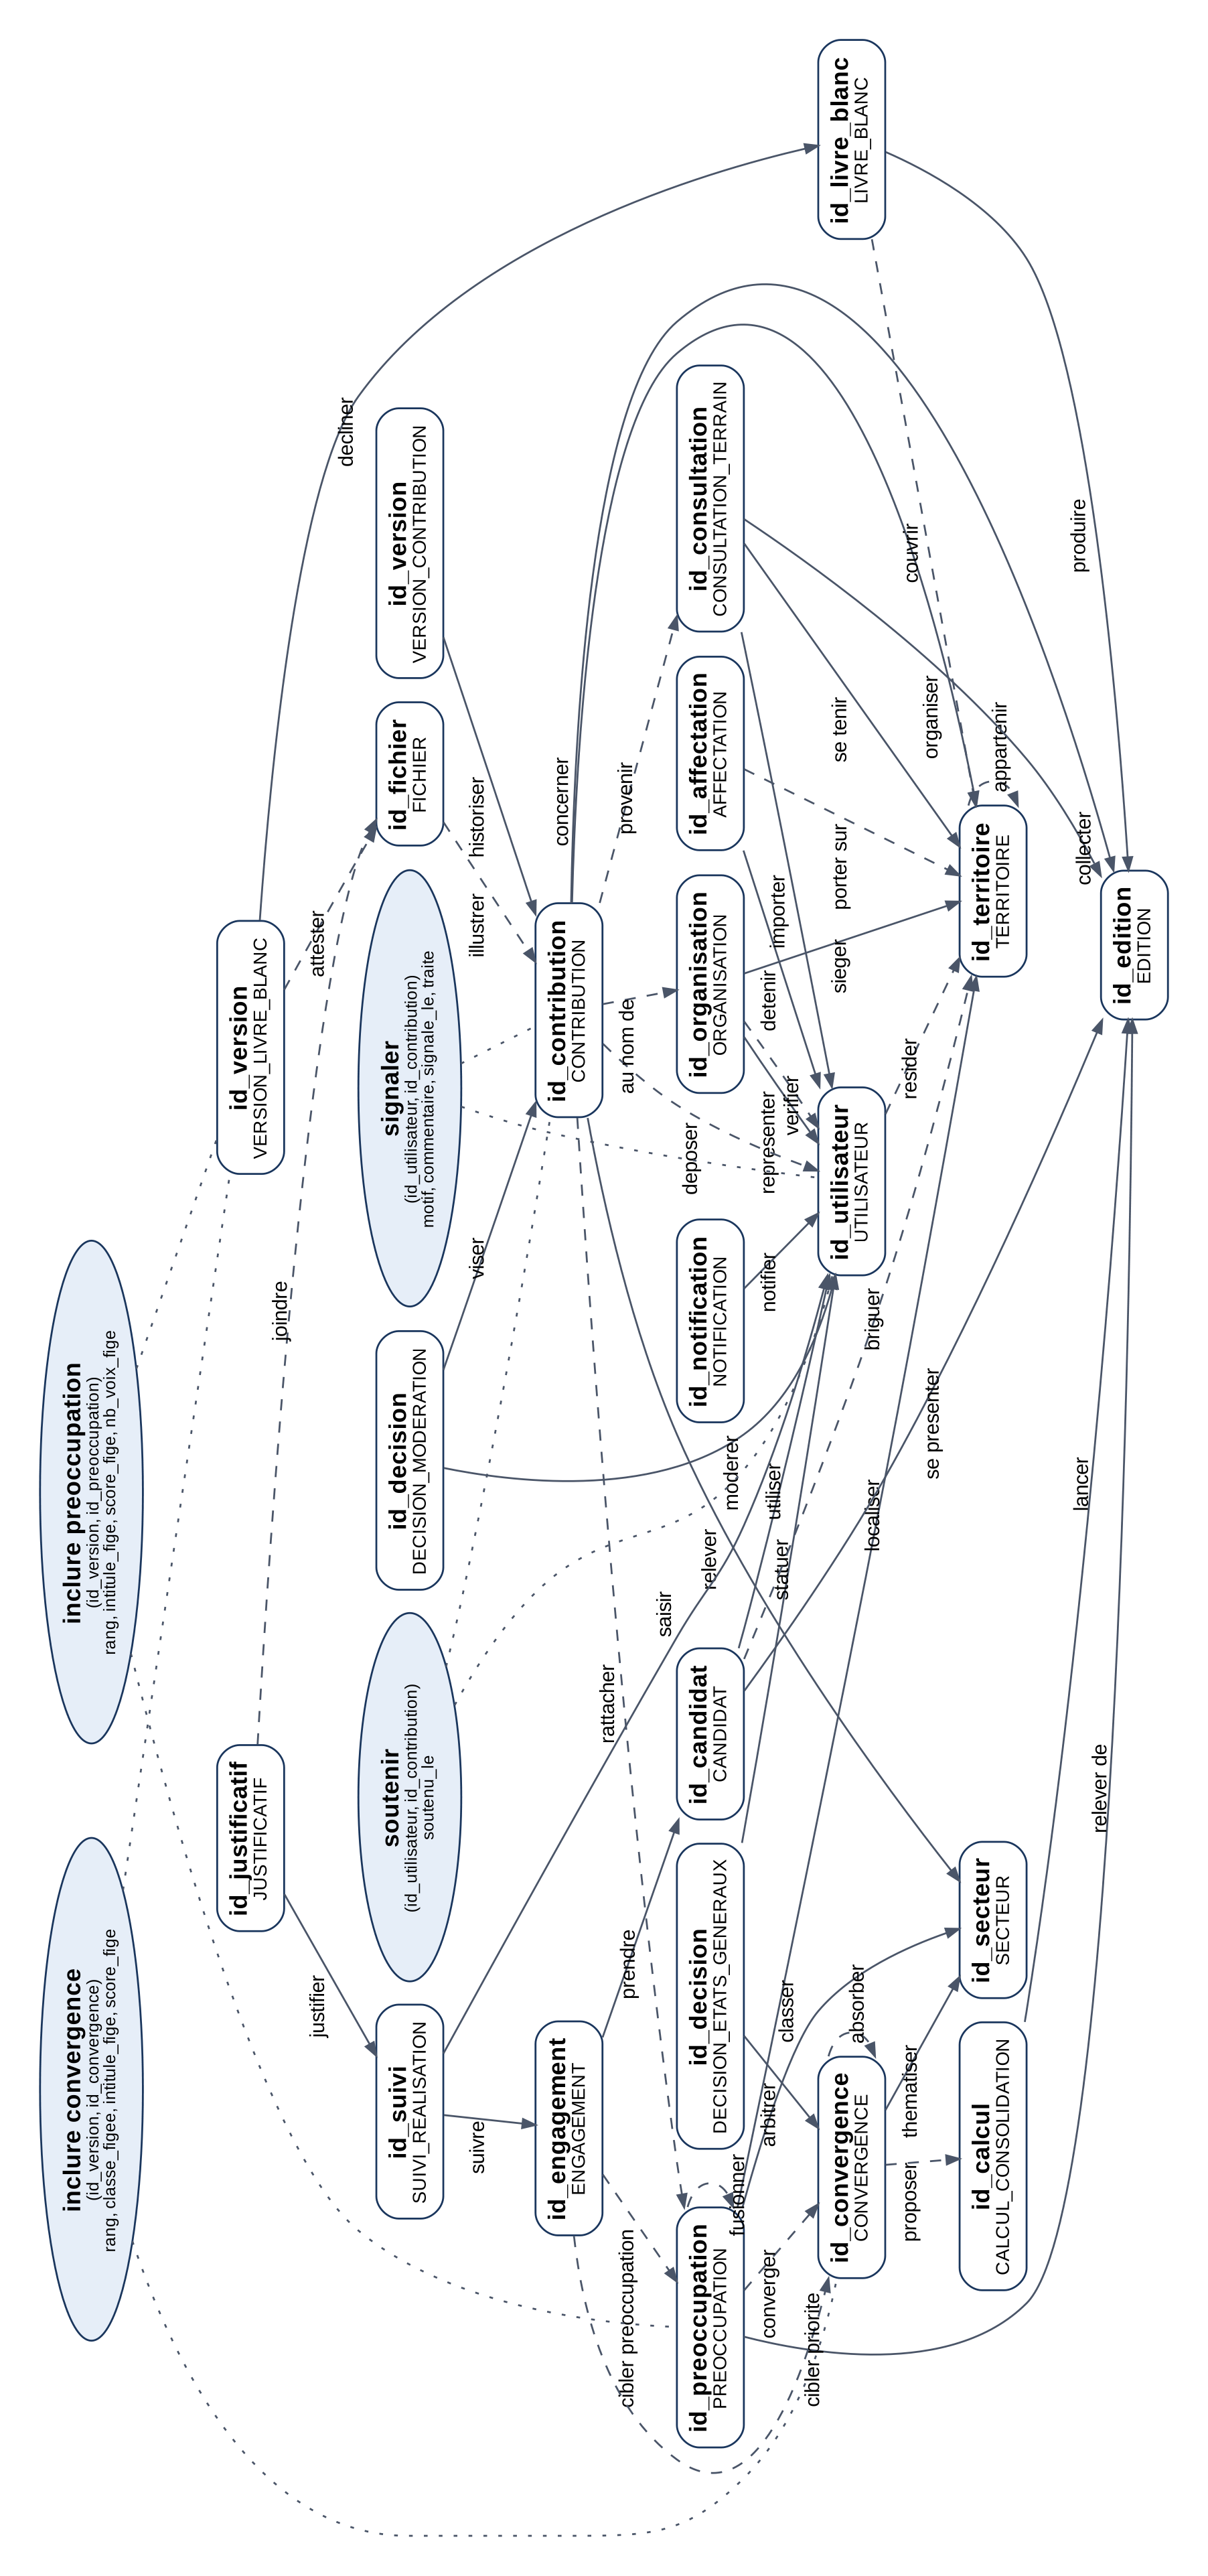 id_livre_blanc
LIVRE_BLANC
decliner
id_version
VERSION_CONTRIBUTION
id_consultation
CONSULTATION_TERRAIN
couvrir
produire
id_fichier
FICHIER
historiser
concerner
provenir
id_affectation
AFFECTATION
se tenir
organiser
appartenir
id_version
VERSION_LIVRE_BLANC
attester
illustrer
signaler
(id_utilisateur, id_contribution)
motif, commentaire, signale_le, traite
id_contribution
CONTRIBUTION
au nom de
id_organisation
ORGANISATION
importer
detenir
porter sur
sieger
id_territoire
TERRITOIRE
collecter
id_edition
EDITION
deposer
representer
verifier
resider
id_utilisateur
UTILISATEUR
viser
joindre
inclure preoccupation
(id_version, id_preoccupation)
rang, intitule_fige, score_fige, nb_voix_fige
id_decision
DECISION_MODERATION
id_notification
NOTIFICATION
notifier
briguer
moderer
utiliser
relever
statuer
localiser
se presenter
lancer
saisir
rattacher
soutenir
(id_utilisateur, id_contribution)
soutenu_le
id_candidat
CANDIDAT
id_justificatif
JUSTIFICATIF
justifier
prendre
id_decision
DECISION_ETATS_GENERAUX
classer
absorber
id_secteur
SECTEUR
relever de
inclure convergence
(id_version, id_convergence)
rang, classe_figee, intitule_fige, score_fige
id_suivi
SUIVI_REALISATION
suivre
id_engagement
ENGAGEMENT
arbitrer
thematiser
fusionner
id_convergence
CONVERGENCE
proposer
id_calcul
CALCUL_CONSOLIDATION
cibler preoccupation
id_preoccupation
PREOCCUPATION
converger
cibler priorite